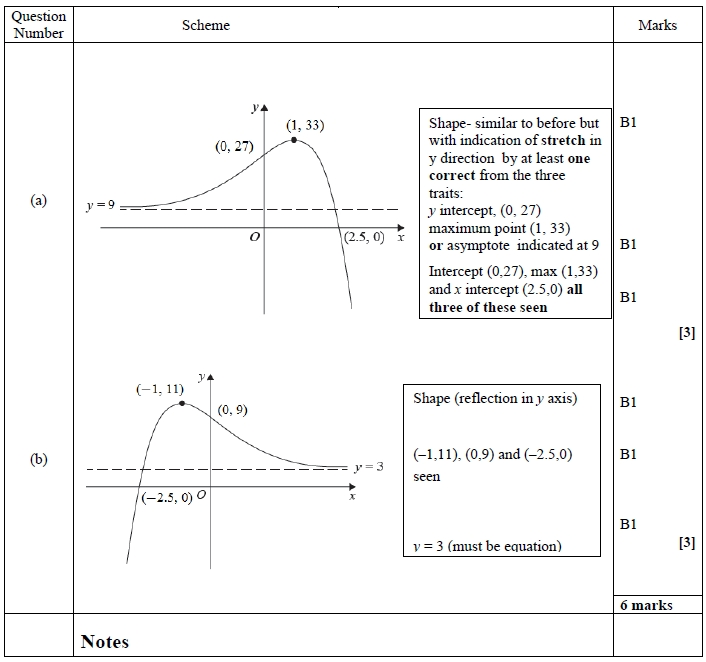 Question
Number
Scheme
Marks
(a)
y
(1, 33)
(0, 27)
y = 9
O
(2.5, 0)
x
Shape- similar to before but
with indication of stretch in
y direction by at least one
correct from the three
traits:
y intercept, (0, 27)
maximum point (1, 33)
or asymptote indicated at 9
Intercept (0,27), max (1,33)
and x intercept (2.5,0) all
three of these seen
B1
B1
B1
[3]
(b)
y
(−1, 11)
(0, 9)
y = 3
(−2.5, 0)
O
x
Shape (reflection in y axis)
(−1,11), (0,9) and (−2.5,0)
seen
y = 3 (must be equation)
B1
B1
B1
[3]
6 marks
Notes